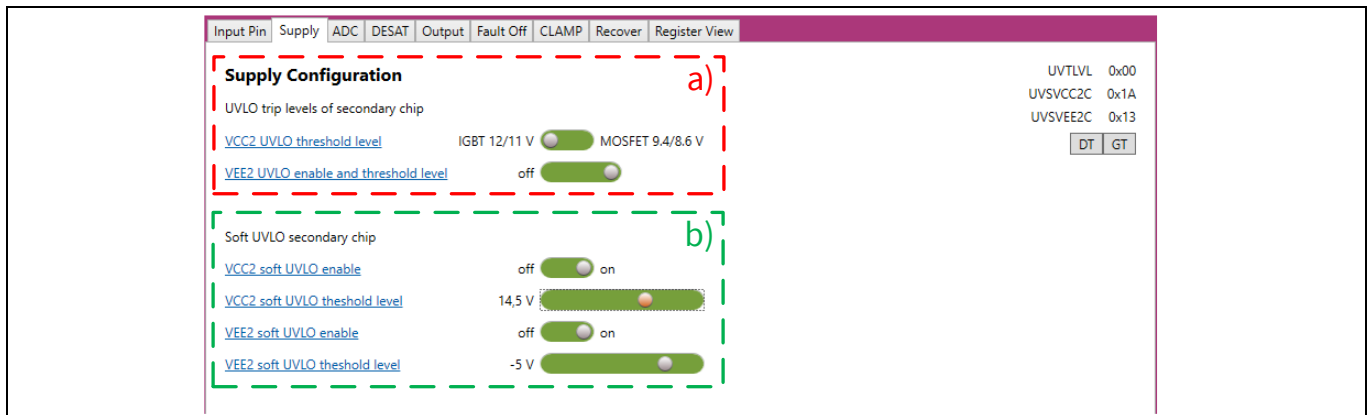 Input Pin Supply ADC DESAT Output Fault Off CLAMP Recover Register View
Supply Configuration
a)
UVLO trip levels of secondary chip
VCC2 UVLO threshold level IGBT 12/11 V MOSFET 9.4/8.6 V
VEE2 UVLO enable and threshold level off
UVTLVL 0x00
UVSVCC2C 0x1A
UVSVEE2C 0x13
DT GT
b)
Soft UVLO secondary chip
VCC2 soft UVLO enable off on
VCC2 soft UVLO theshold level 14,5 V
VEE2 soft UVLO enable off on
VEE2 soft UVLO theshold level -5 V